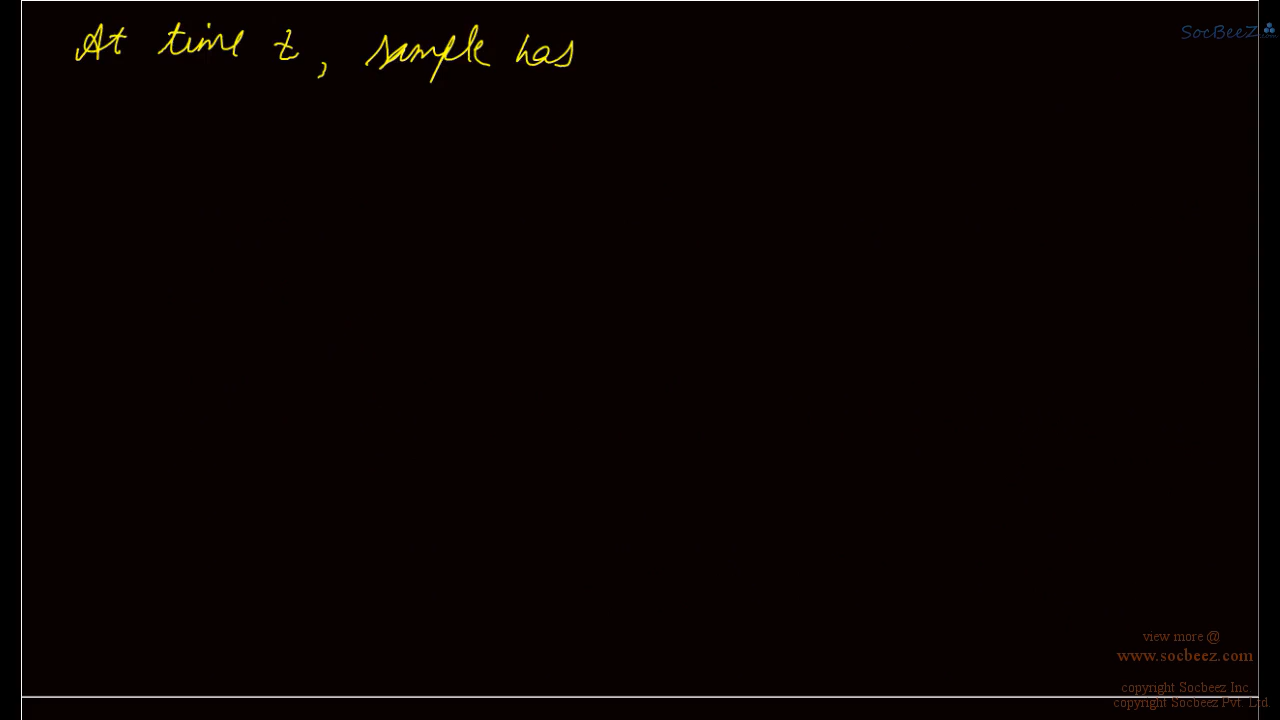 At time t, sample has
SocBeeZ
view more @
www.socbeez.com
copyright Socbeez Inc.
copyright Socbeez Pvt. Ltd.